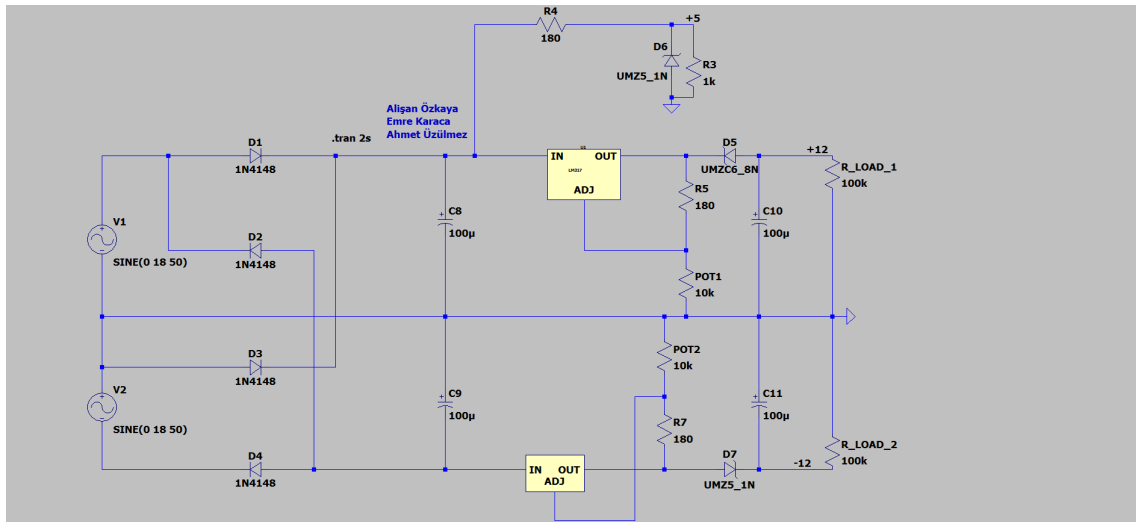 R4
180
+5
D6
UMZ5_1N
R3
1k
Alişan Özkaya
Emre Karaca
Ahmet Üzülmez
.tran 2s
D1
1N4148
U1
IN OUT
LM317
ADJ
D5
UMZC6_8N
+12
R_LOAD_1
100k
R5
180
C8
100µ
C10
100µ
V1
SINE(0 18 50)
D2
1N4148
POT1
10k
D3
1N4148
POT2
10k
V2
SINE(0 18 50)
C9
100µ
C11
100µ
R7
180
D4
1N4148
IN OUT
ADJ
D7
UMZ5_1N
-12
R_LOAD_2
100k